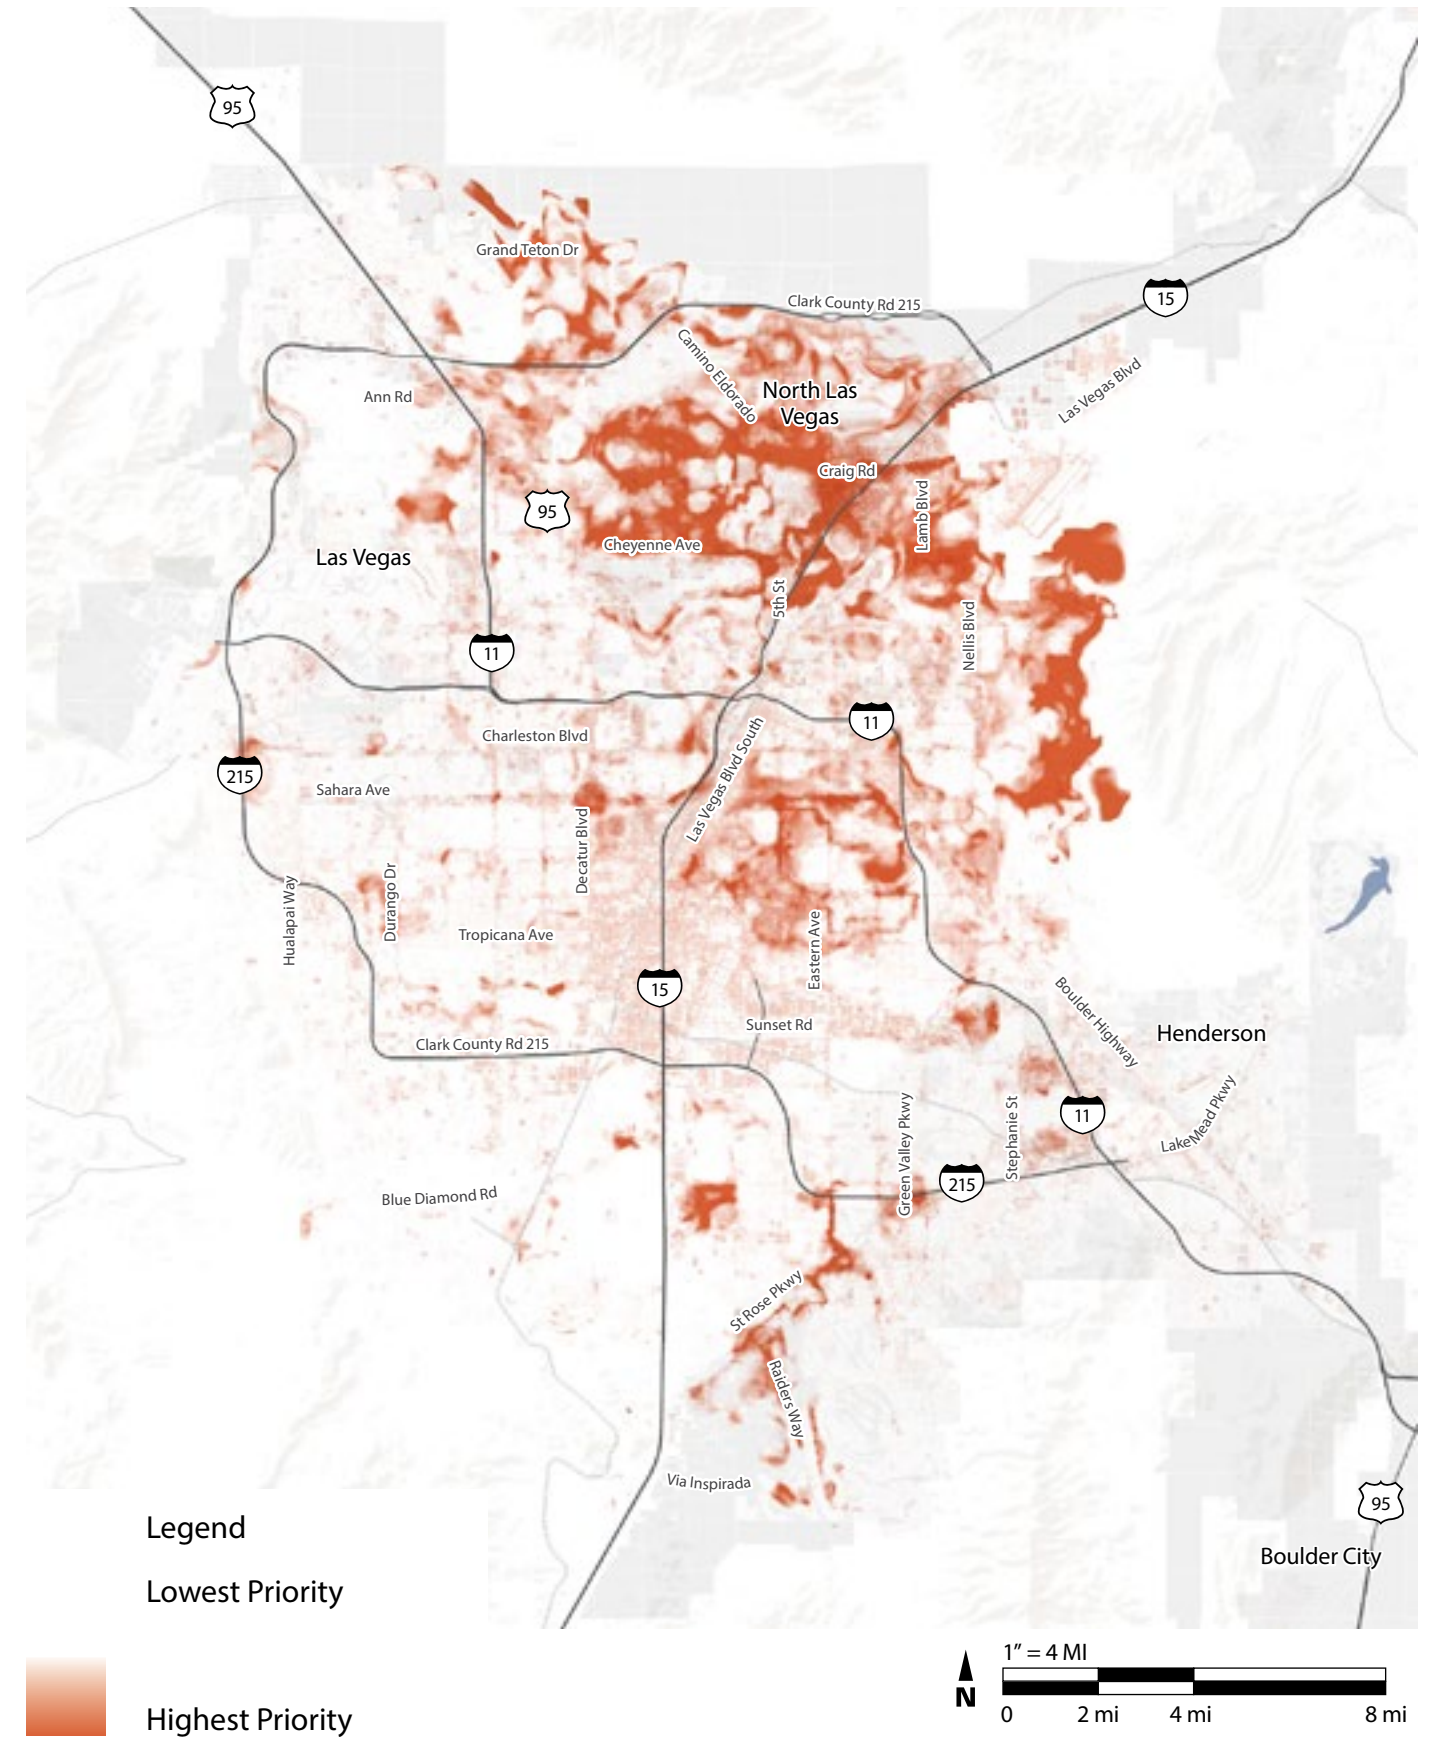 95
Grand Teton Dr
Clark County Rd 215
15
Camino Eldorado
Las Vegas Blvd
Ann Rd
North Las
Vegas
Craig Rd
Lamb Blvd
95
Cheyenne Ave
Las Vegas
5th St
Nellis Blvd
11
11
Charleston Blvd
Las Vegas Blvd South
215
Sahara Ave
Decatur Blvd
Hualapai Way
Durango Dr
Tropicana Ave
Eastern Ave
15
Boulder Highway
Sunset Rd
Henderson
Clark County Rd 215
Green Valley Pkwy
Stephanie St
11
Lake Mead Pkwy
215
Blue Diamond Rd
St Rose Pkwy
Raiders Way
Via Inspirada
95
Boulder City
Legend
Lowest Priority
Highest Priority
1” = 4 MI
N
0 2 mi 4 mi 8 mi